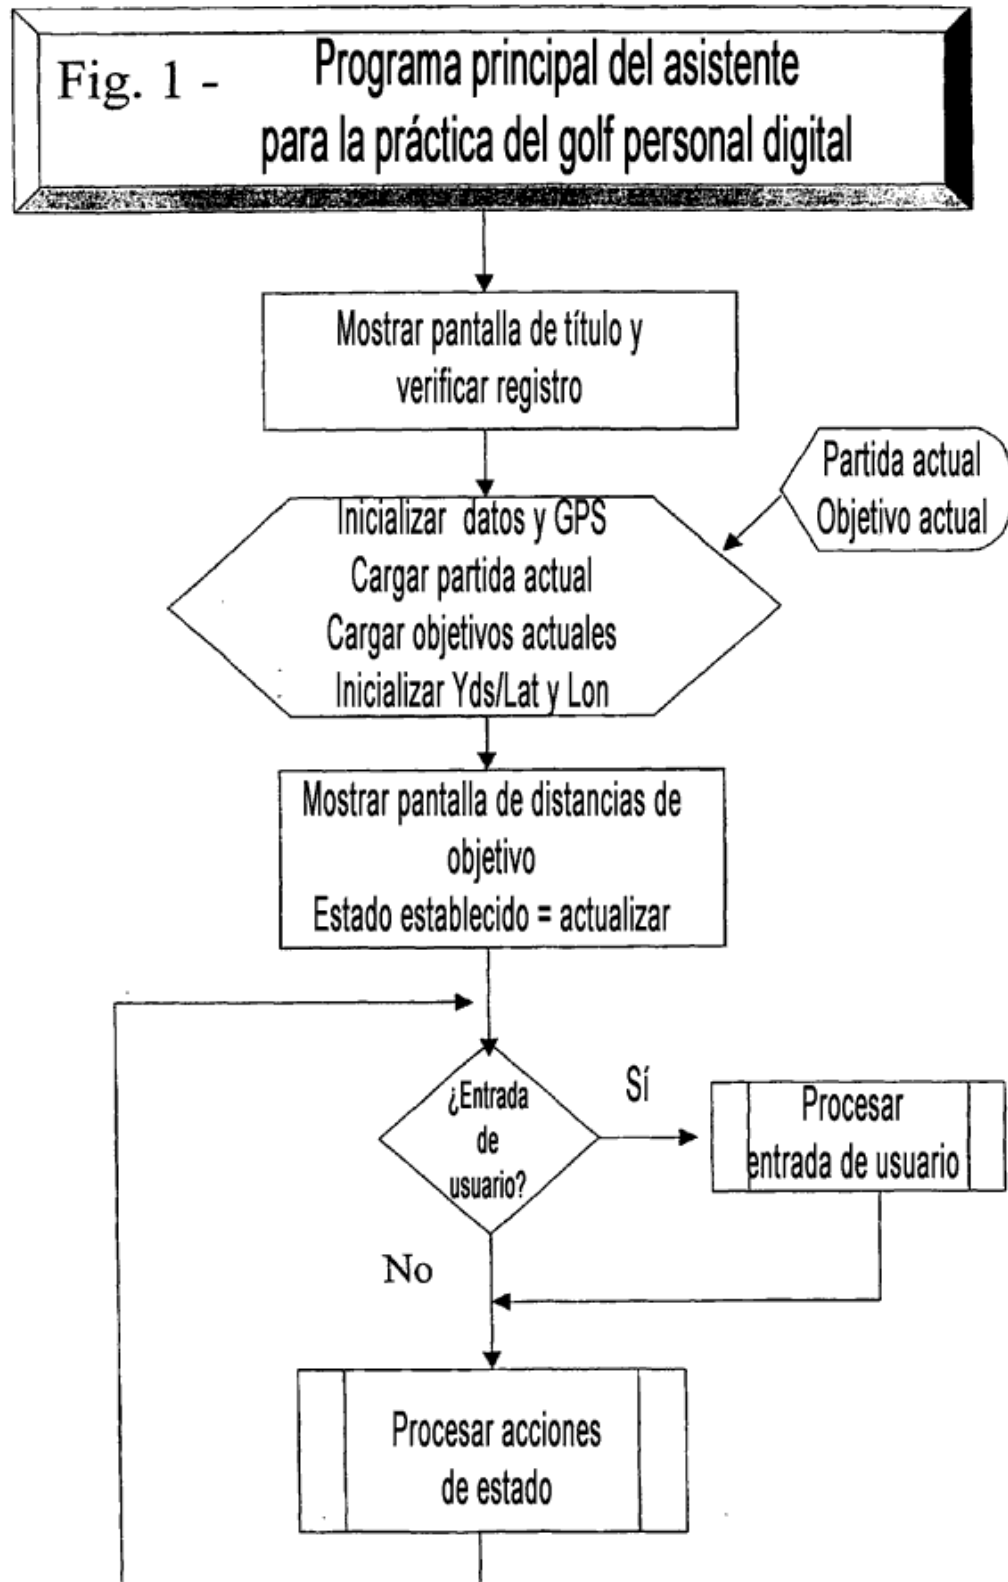 Fig. 1 -
Programa principal del asistente
para la práctica del golf personal digital
Mostrar pantalla de título y
verificar registro
Partida actual
Objetivo actual
Inicializar datos y GPS
Cargar partida actual
Cargar objetivos actuales
Inicializar Yds/Lat y Lon
Mostrar pantalla de distancias de
objetivo
Estado establecido = actualizar
¿Entrada
de
usuario?
Sí
Procesar
entrada de usuario
No
Procesar acciones
de estado